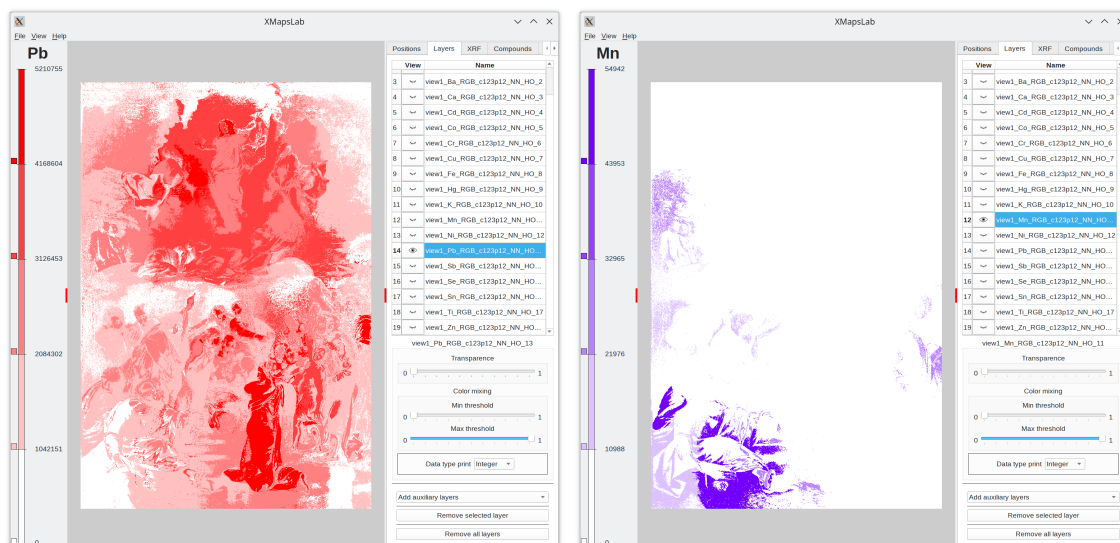 XMapsLab
File View Help
Pb
Positions Layers XRF Compounds
5210755
4168604
3126453
2084302
1042151
0
View Name
3 view1_Ba_RGB_c123p12_NN_HO_2
4 view1_Ca_RGB_c123p12_NN_HO_3
5 view1_Cd_RGB_c123p12_NN_HO_4
6 view1_Co_RGB_c123p12_NN_HO_5
7 view1_Cr_RGB_c123p12_NN_HO_6
8 view1_Cu_RGB_c123p12_NN_HO_7
9 view1_Fe_RGB_c123p12_NN_HO_8
10 view1_Hg_RGB_c123p12_NN_HO_9
11 view1_K_RGB_c123p12_NN_HO_10
12 view1_Mn_RGB_c123p12_NN_HO...
13 view1_Ni_RGB_c123p12_NN_HO_12
14 view1_Pb_RGB_c123p12_NN_HO...
15 view1_Sb_RGB_c123p12_NN_HO...
16 view1_Se_RGB_c123p12_NN_HO...
17 view1_Sn_RGB_c123p12_NN_HO...
18 view1_Ti_RGB_c123p12_NN_HO_17
19 view1_Zn_RGB_c123p12_NN_HO...
view1_Pb_RGB_c123p12_NN_HO_13
Transparence
0 1
Color mixing
Min threshold
0 1
Max threshold
0 1
Data type print Integer
Add auxiliary layers
Remove selected layer
Remove all layers
XMapsLab
File View Help
Mn
Positions Layers XRF Compounds
54942
43953
32965
21976
10988
0
View Name
3 view1_Ba_RGB_c123p12_NN_HO_2
4 view1_Ca_RGB_c123p12_NN_HO_3
5 view1_Cd_RGB_c123p12_NN_HO_4
6 view1_Co_RGB_c123p12_NN_HO_5
7 view1_Cr_RGB_c123p12_NN_HO_6
8 view1_Cu_RGB_c123p12_NN_HO_7
9 view1_Fe_RGB_c123p12_NN_HO_8
10 view1_Hg_RGB_c123p12_NN_HO_9
11 view1_K_RGB_c123p12_NN_HO_10
12 view1_Mn_RGB_c123p12_NN_HO...
13 view1_Ni_RGB_c123p12_NN_HO_12
14 view1_Pb_RGB_c123p12_NN_HO...
15 view1_Sb_RGB_c123p12_NN_HO...
16 view1_Se_RGB_c123p12_NN_HO...
17 view1_Sn_RGB_c123p12_NN_HO...
18 view1_Ti_RGB_c123p12_NN_HO_17
19 view1_Zn_RGB_c123p12_NN_HO...
view1_Mn_RGB_c123p12_NN_HO_11
Transparence
0 1
Color mixing
Min threshold
0 1
Max threshold
0 1
Data type print Integer
Add auxiliary layers
Remove selected layer
Remove all layers